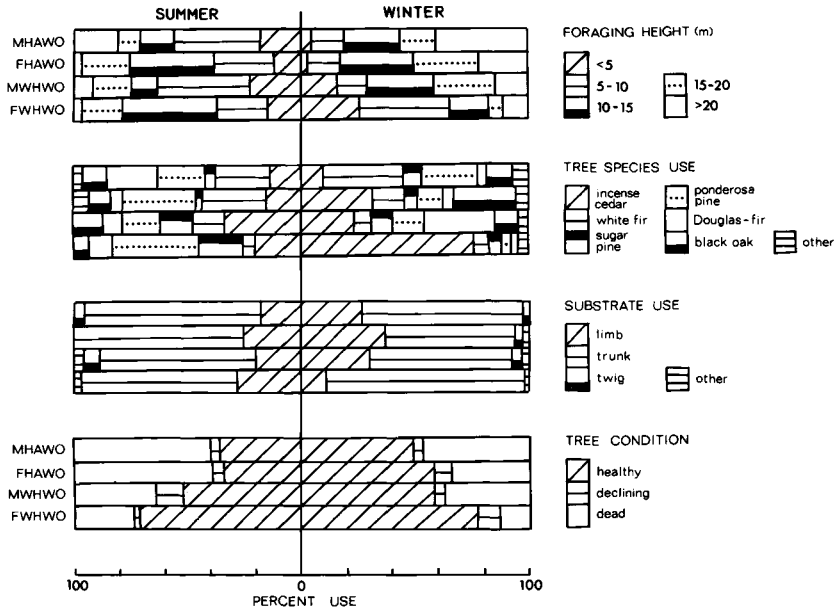 SUMMER WINTER
FORAGING HEIGHT (m)
MHAWO
FHAWO
MWHWO
FWHWO
<5
5-10 15-20
10-15 >20
TREE SPECIES USE
incense cedar
ponderosa pine
white fir Douglas-fir
sugar pine
black oak other
SUBSTRATE USE
limb
trunk
twig other
TREE CONDITION
MHAWO
FHAWO
MWHWO
FWHWO
healthy
declining
dead
100 0 100
PERCENT USE